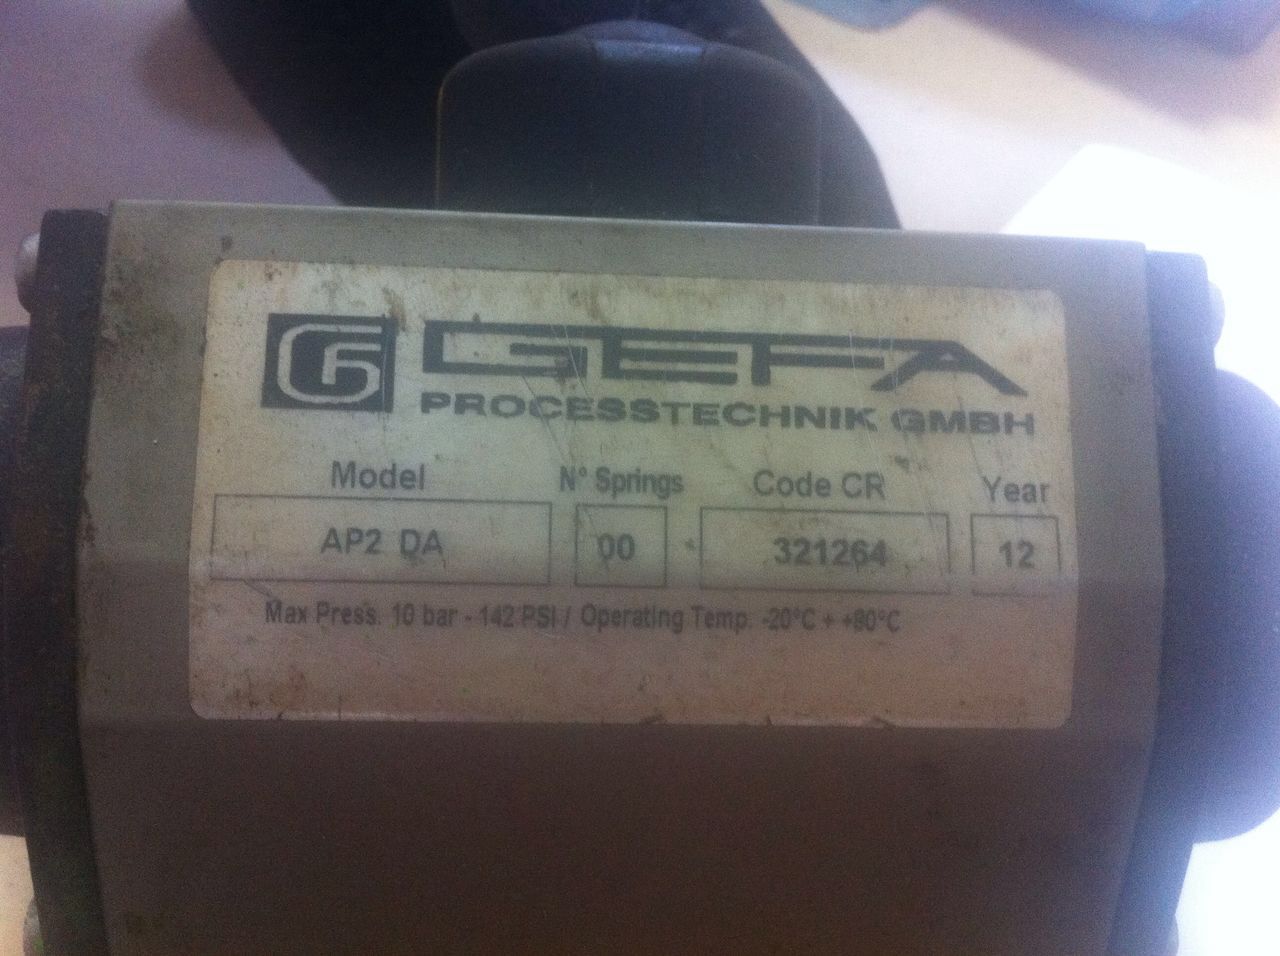 GEFA
PROCESSTECHNIK GMBH
Model N° Springs Code CR Year
AP2 DA 00 321264 12
Max Press. 10 bar - 142 PSI / Operating Temp. -20°C + +80°C